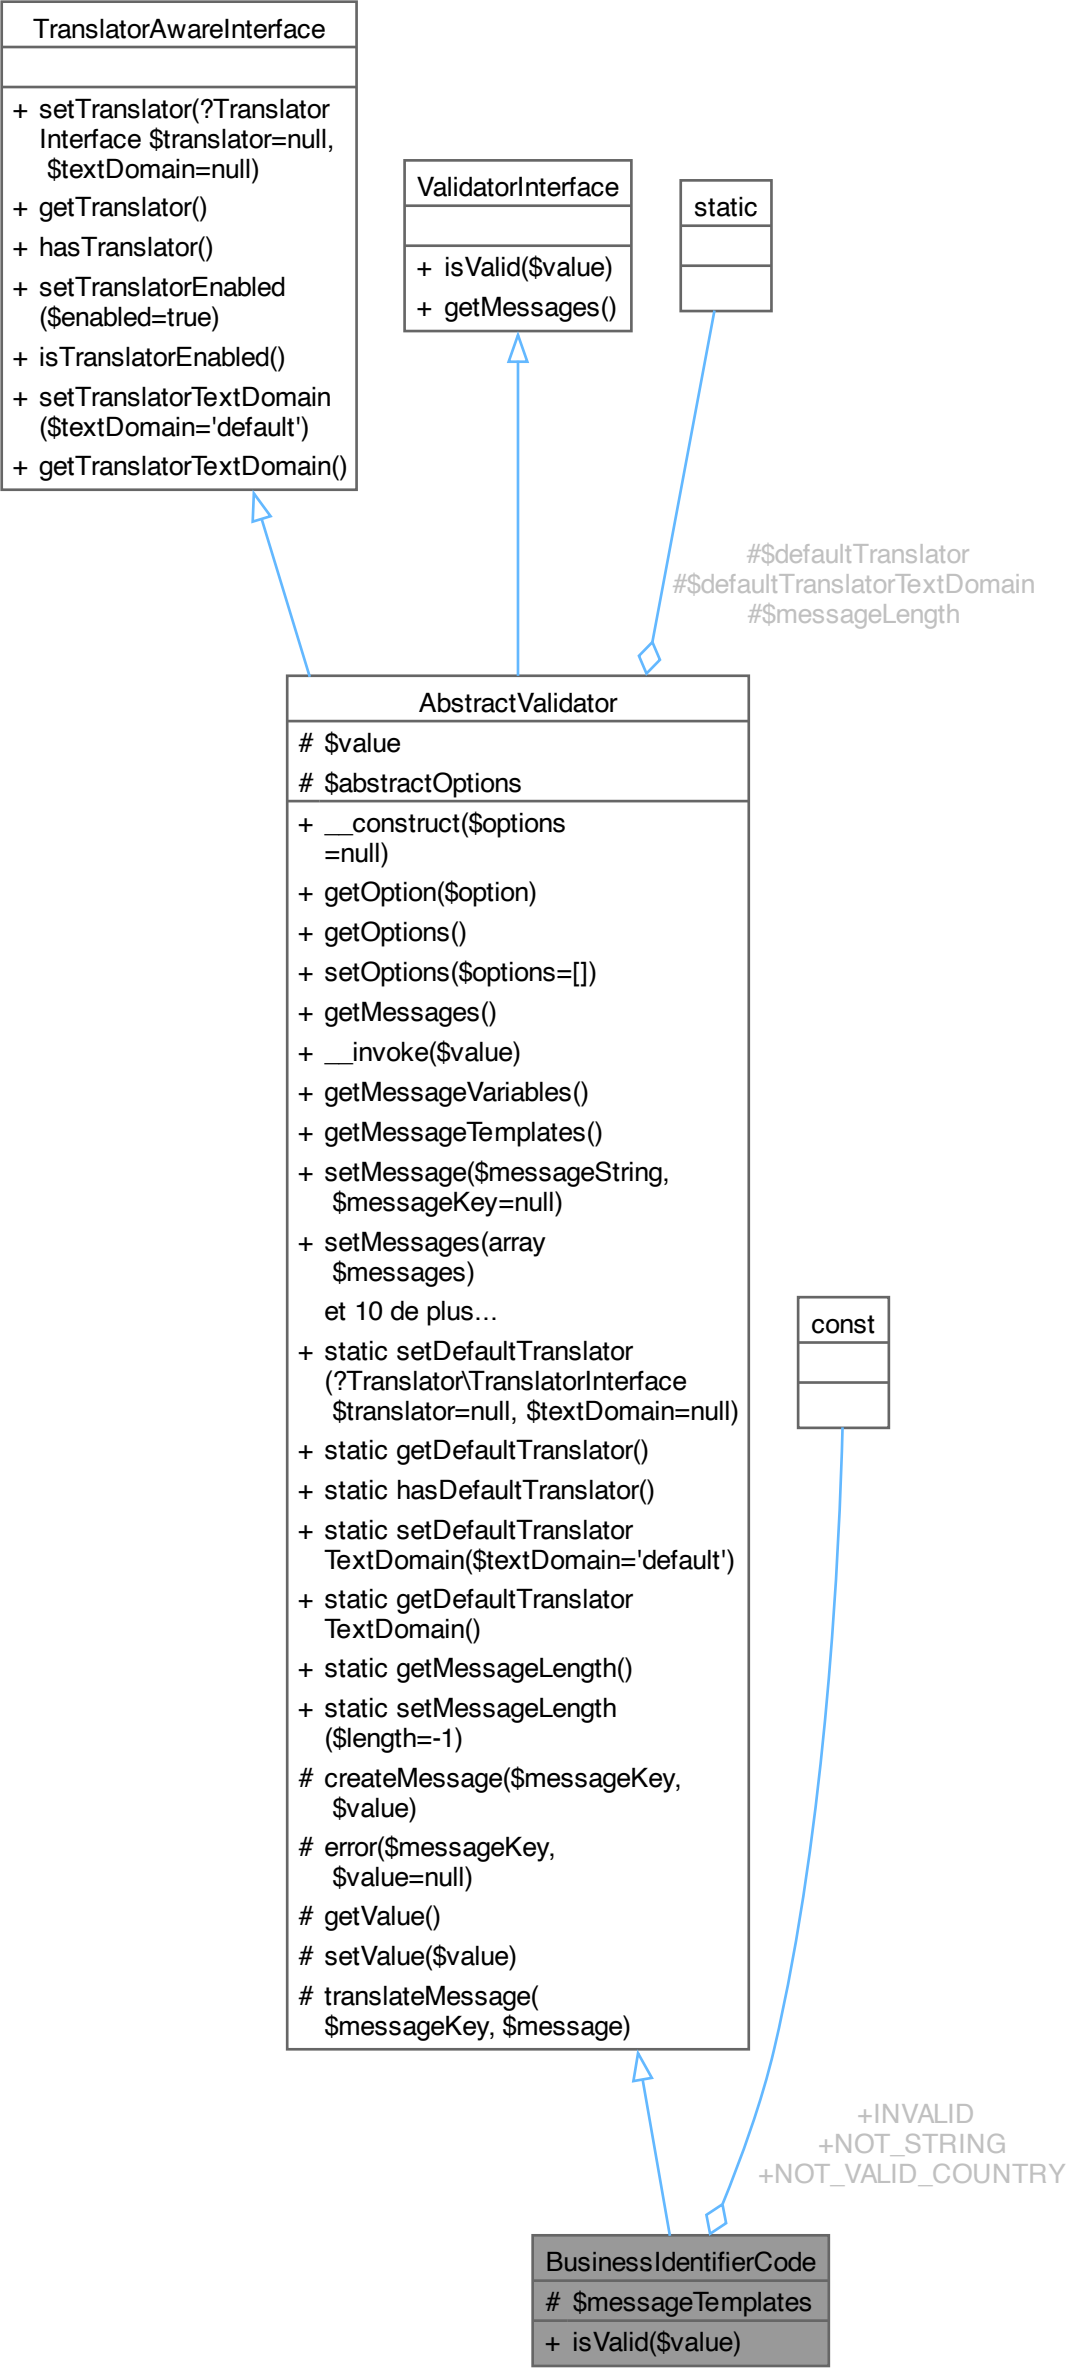 TranslatorAwareInterface
+ setTranslator(?Translator
Interface $translator=null,
$textDomain=null)
+ getTranslator()
+ hasTranslator()
+ setTranslatorEnabled
($enabled=true)
+ isTranslatorEnabled()
+ setTranslatorTextDomain
($textDomain='default')
+ getTranslatorTextDomain()
ValidatorInterface
+ isValid($value)
+ getMessages()
static
#$defaultTranslator
#$defaultTranslatorTextDomain
#$messageLength
AbstractValidator
# $value
# $abstractOptions
+ __construct($options
=null)
+ getOption($option)
+ getOptions()
+ setOptions($options=[])
+ getMessages()
+ __invoke($value)
+ getMessageVariables()
+ getMessageTemplates()
+ setMessage($messageString,
$messageKey=null)
+ setMessages(array
$messages)
et 10 de plus...
+ static setDefaultTranslator
(?Translator\TranslatorInterface
$translator=null, $textDomain=null)
+ static getDefaultTranslator()
+ static hasDefaultTranslator()
+ static setDefaultTranslator
TextDomain($textDomain='default')
+ static getDefaultTranslator
TextDomain()
+ static getMessageLength()
+ static setMessageLength
($length=-1)
# createMessage($messageKey,
$value)
# error($messageKey,
$value=null)
# getValue()
# setValue($value)
# translateMessage(
$messageKey, $message)
const
+INVALID
+NOT_STRING
+NOT_VALID_COUNTRY
BusinessIdentifierCode
# $messageTemplates
+ isValid($value)